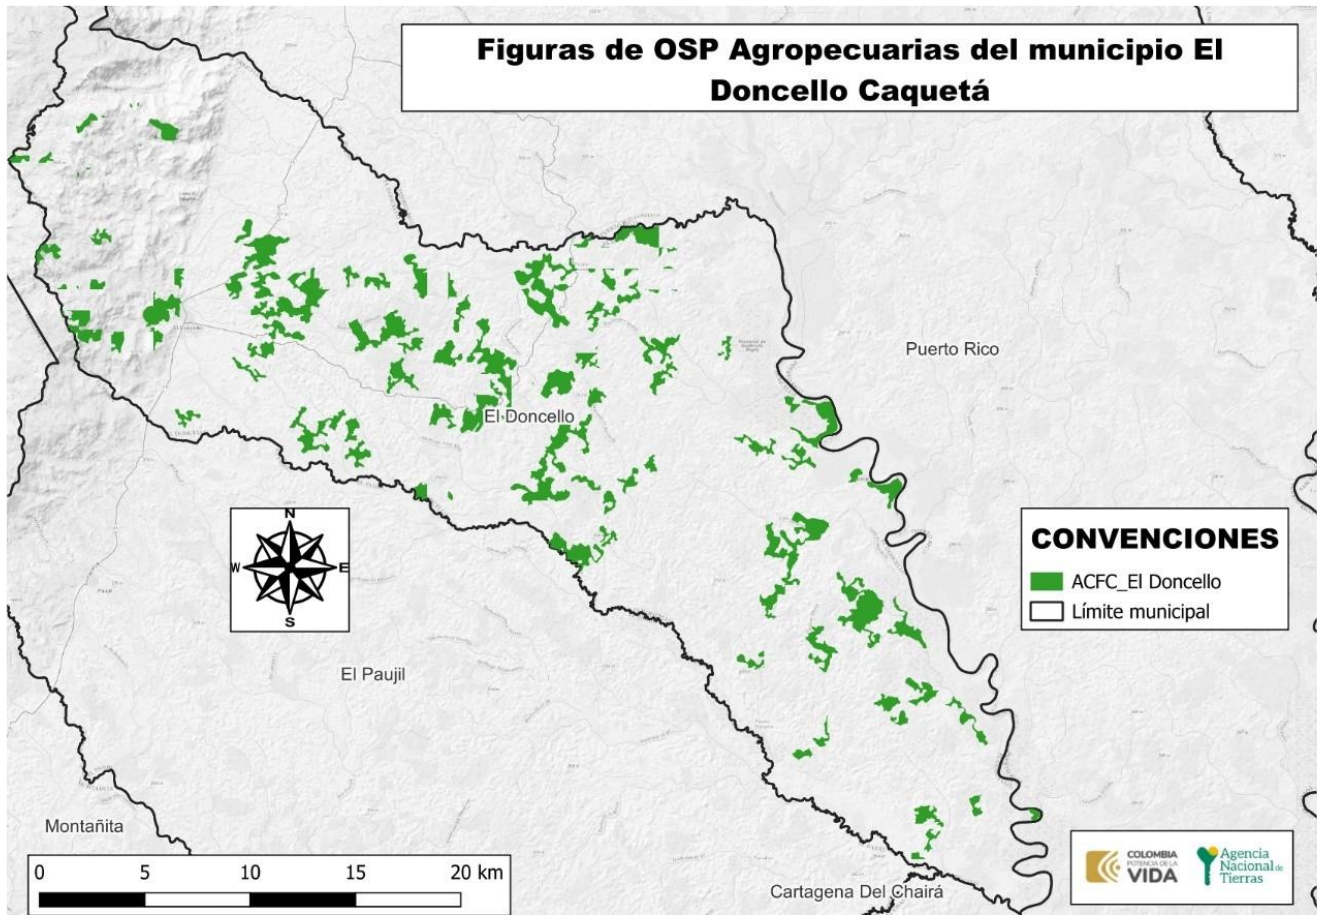 Figuras de OSP Agropecuarias del municipio El
Doncello Caquetá
Puerto Rico
El Doncello
N
W
E
S
CONVENCIONES
ACFC_El Doncello
Límite municipal
El Paujil
Montañita
0 5 10 15 20 km
Cartagena Del Chairá
COLOMBIA
POTENCIA DE LA
VIDA
Agencia
Nacional de
Tierras